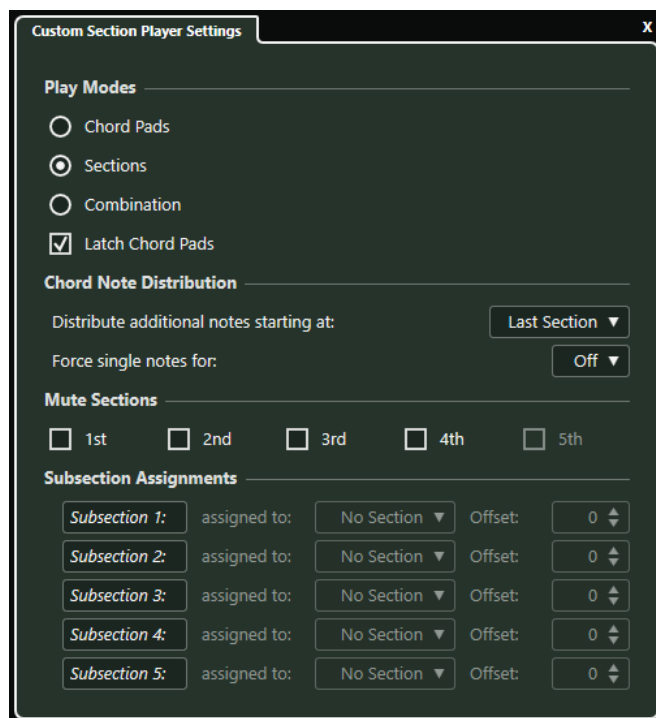 Custom Section Player Settings X
Play Modes
Chord Pads
Sections
Combination
Latch Chord Pads
Chord Note Distribution
Distribute additional notes starting at: Last Section
Force single notes for: Off
Mute Sections
1st 2nd 3rd 4th 5th
Subsection Assignments
Subsection 1: assigned to: No Section Offset: 0
Subsection 2: assigned to: No Section Offset: 0
Subsection 3: assigned to: No Section Offset: 0
Subsection 4: assigned to: No Section Offset: 0
Subsection 5: assigned to: No Section Offset: 0